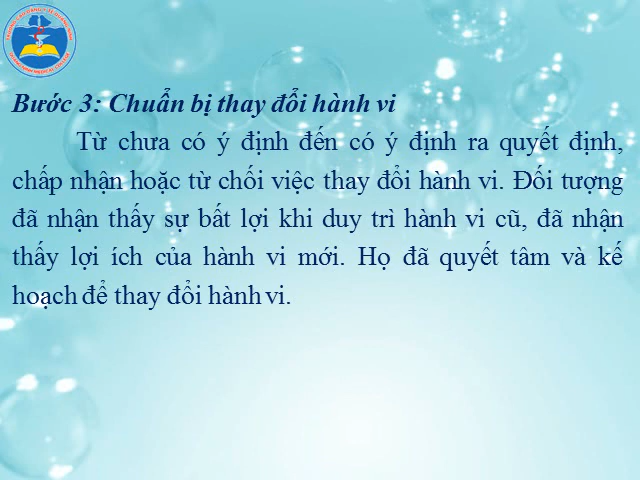 Bước 3: Chuẩn bị thay đổi hành vi
Từ chưa có ý định đến có ý định ra quyết định,
chấp nhận hoặc từ chối việc thay đổi hành vi. Đối tượng
đã nhận thấy sự bất lợi khi duy trì hành vi cũ, đã nhận
thấy lợi ích của hành vi mới. Họ đã quyết tâm và kế
hoạch để thay đổi hành vi.